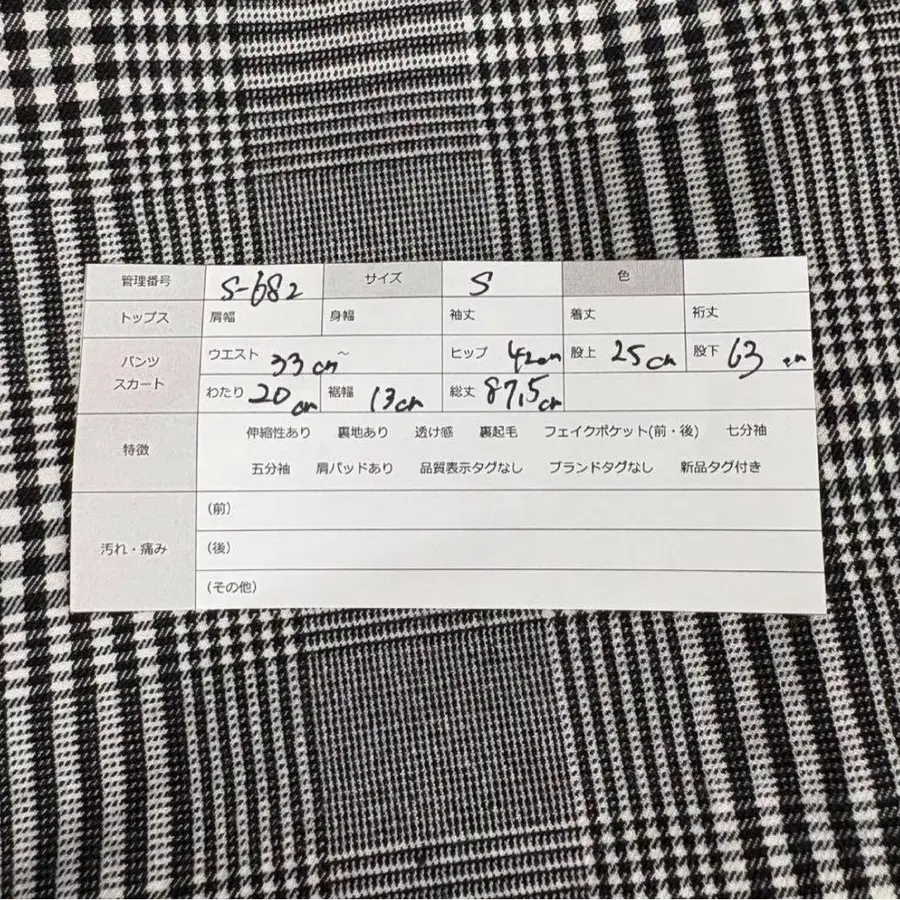 管理番号 S-682 サイズ S 色
トップス 肩幅 身幅 袖丈 着丈 裄丈
パンツ スカート ウエスト 33cm~ ヒップ 42cm 股上 25cm 股下 63cm
わたり 20cm 裾幅 13cm 総丈 87.5cm
特徴 伸縮性あり 裏地あり 透け感 裏起毛 フェイクポケット(前・後) 七分袖
五分袖 肩パッドあり 品質表示タグなし ブランドタグなし 新品タグ付き
汚れ・痛み (前)
(後)
(その他)